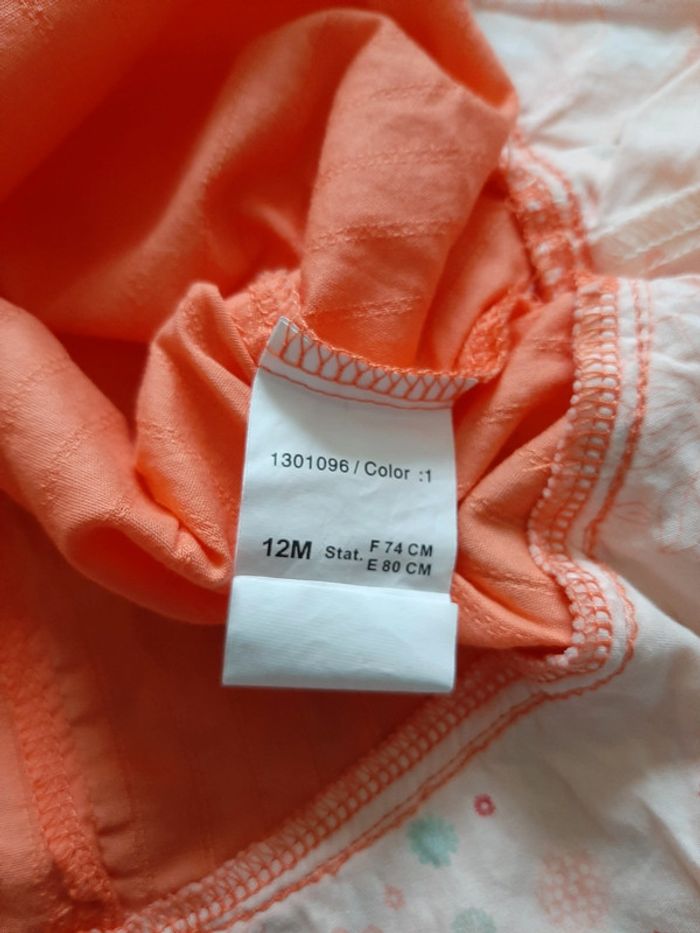 1301096 / Color :1
12M Stat. F 74 CM
E 80 CM